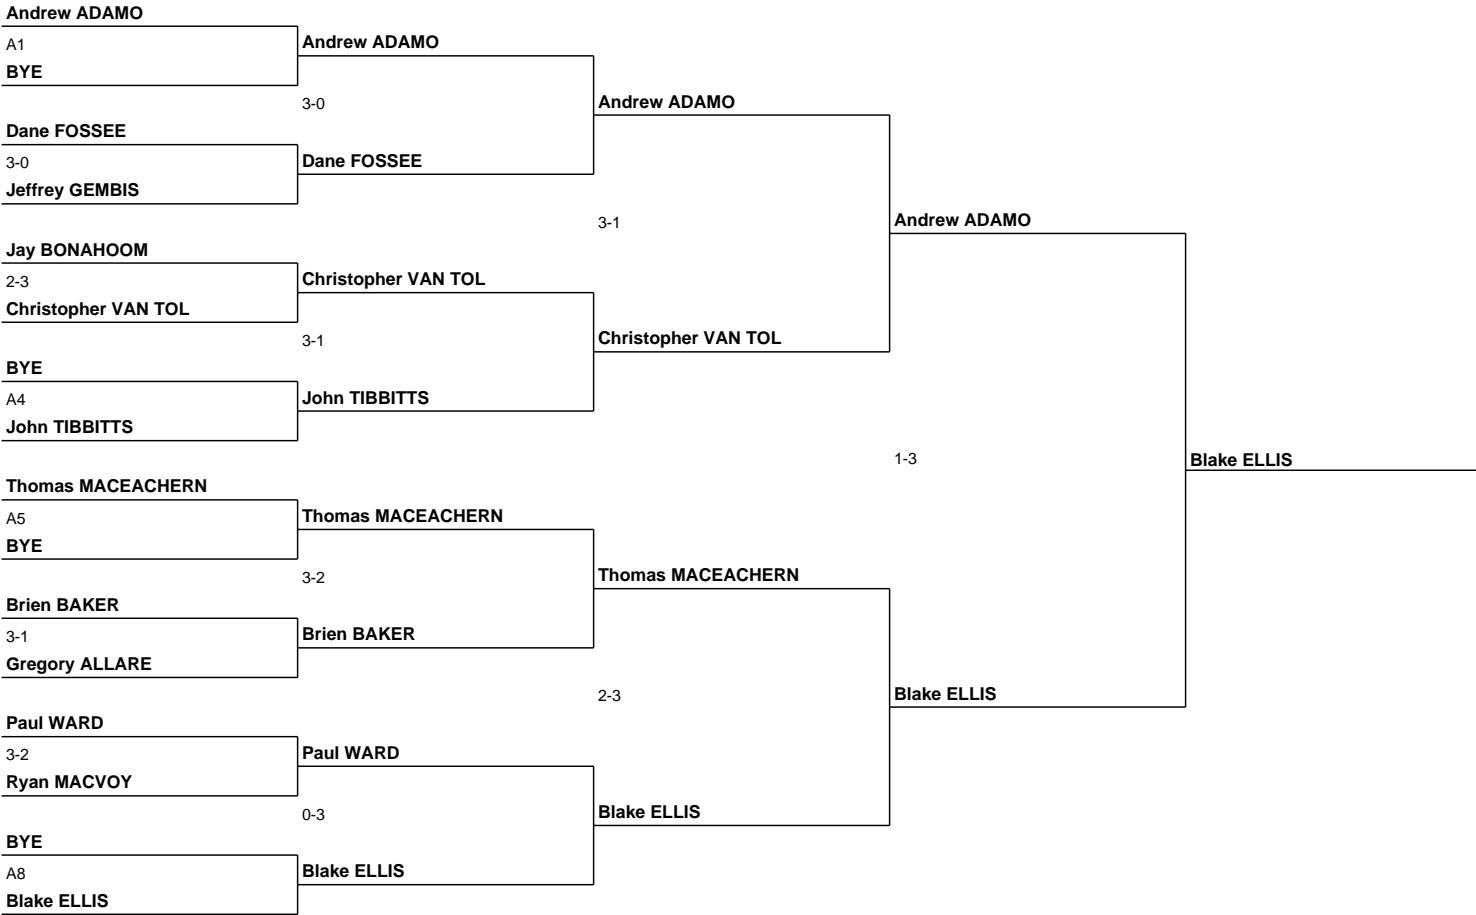 Andrew ADAMO
A1
BYE
Dane FOSSEE
3-0
Jeffrey GEMBIS
Jay BONAHOOM
2-3
Christopher VAN TOL
BYE
A4
John TIBBITTS
Thomas MACEACHERN
A5
BYE
Brien BAKER
3-1
Gregory ALLARE
Paul WARD
3-2
Ryan MACVOY
BYE
A8
Blake ELLIS
Andrew ADAMO
3-0
Dane FOSSEE
Christopher VAN TOL
3-1
John TIBBITTS
Thomas MACEACHERN
3-2
Brien BAKER
Paul WARD
0-3
Blake ELLIS
Andrew ADAMO
3-1
Christopher VAN TOL
Thomas MACEACHERN
2-3
Blake ELLIS
Andrew ADAMO
1-3
Blake ELLIS
Blake ELLIS